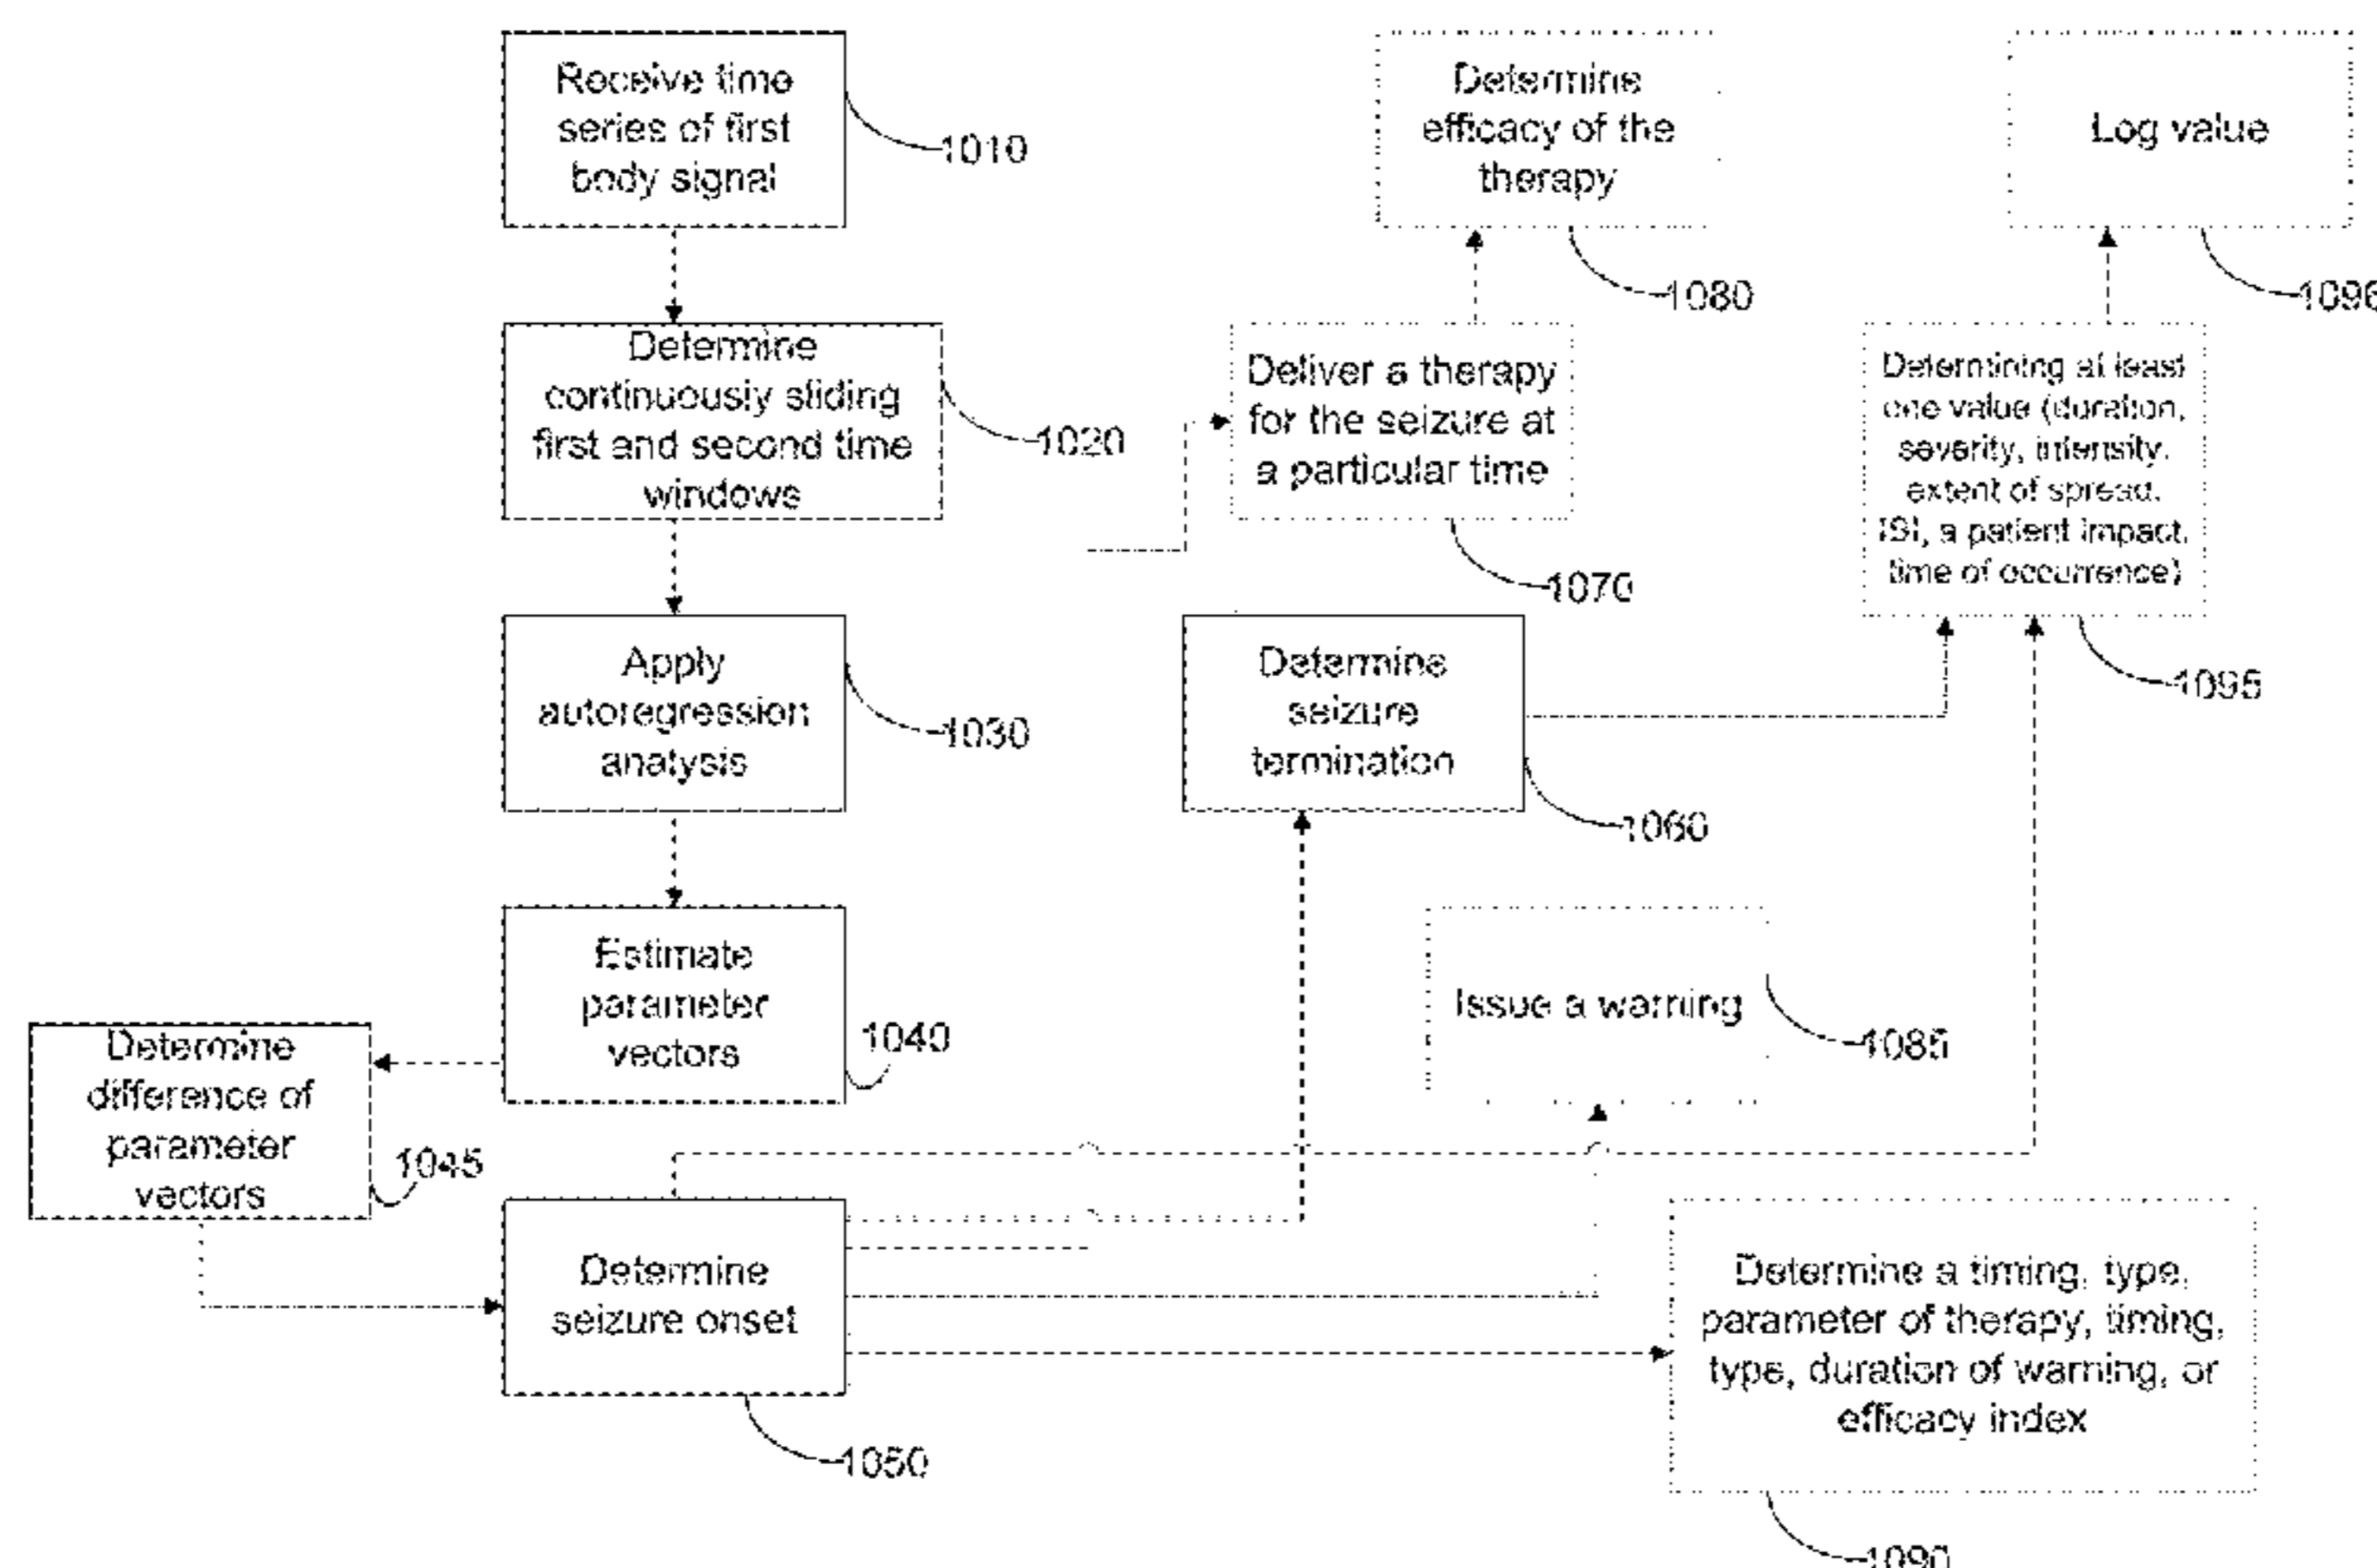 Receive time
series of first
body signal
1010
Determine
continuously sliding
first and second time
windows
1020
Apply
autoregression
analysis
1030
Estimate
parameter
vectors
1040
Determine
difference of
parameter
vectors
1045
Determine
seizure onset
1050
Determine
seizure
termination
1060
Deliver a therapy
for the seizure at
a particular time
1070
Determine
efficacy of the
therapy
1080
Issue a warning
1085
Determine a timing, type,
parameter of therapy, timing,
type, duration of warning, or
efficacy index
1090
Determining at least
one value (duration,
severity, intensity,
extent of spread,
ISI, a patient impact,
time of occurrence)
1095
Log value
1096